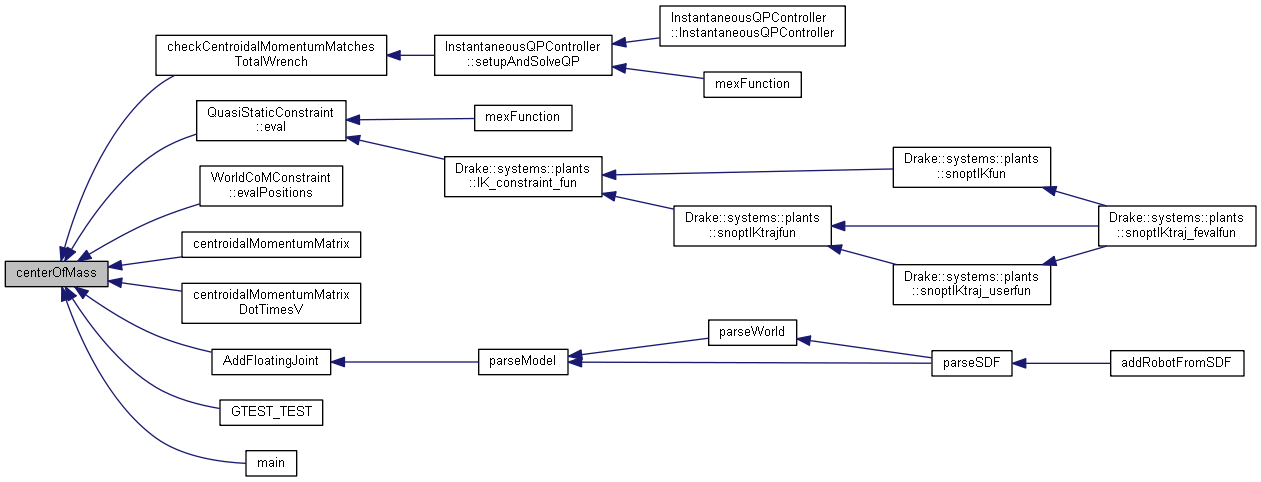 InstantaneousQPController
::InstantaneousQPController
checkCentroidalMomentumMatches
TotalWrench
InstantaneousQPController
::setupAndSolveQP
mexFunction
QuasiStaticConstraint
::eval
mexFunction
Drake::systems::plants
::IK_constraint_fun
Drake::systems::plants
::snoptIKfun
WorldCoMConstraint
::evalPositions
Drake::systems::plants
::snoptIKtrajfun
Drake::systems::plants
::snoptIKtraj_fevalfun
centroidalMomentumMatrix
centerOfMass
Drake::systems::plants
::snoptIKtraj_userfun
centroidalMomentumMatrix
DotTimesV
AddFloatingJoint
parseModel
parseWorld
parseSDF
addRobotFromSDF
GTEST_TEST
main